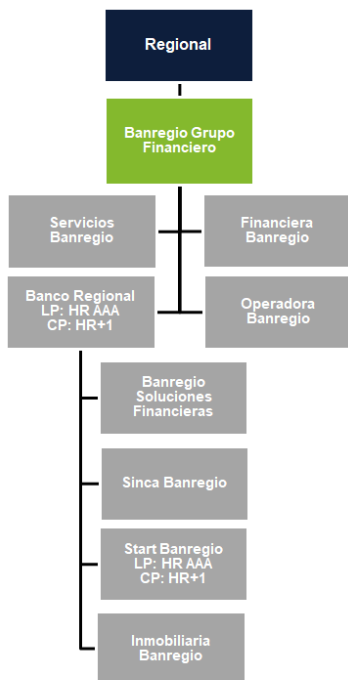 Regional
Banregio Grupo
Financiero
Servicios
Banregio
Financiera
Banregio
Banco Regional
LP: HR AAA
CP: HR+1
Operadora
Banregio
Banregio
Soluciones
Financieras
Sinca Banregio
Start Banregio
LP: HR AAA
CP: HR+1
Inmobiliaria
Banregio